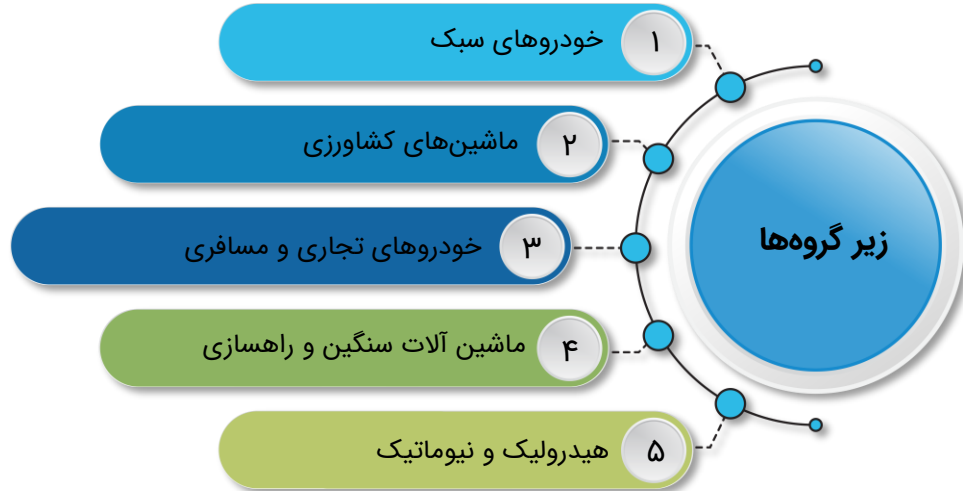 زیر گروه‌ها
۱ خودروهای سبک
۲ ماشین‌های کشاورزی
۳ خودروهای تجاری و مسافری
۴ ماشین آلات سنگین و راهسازی
۵ هیدرولیک و نیوماتیک